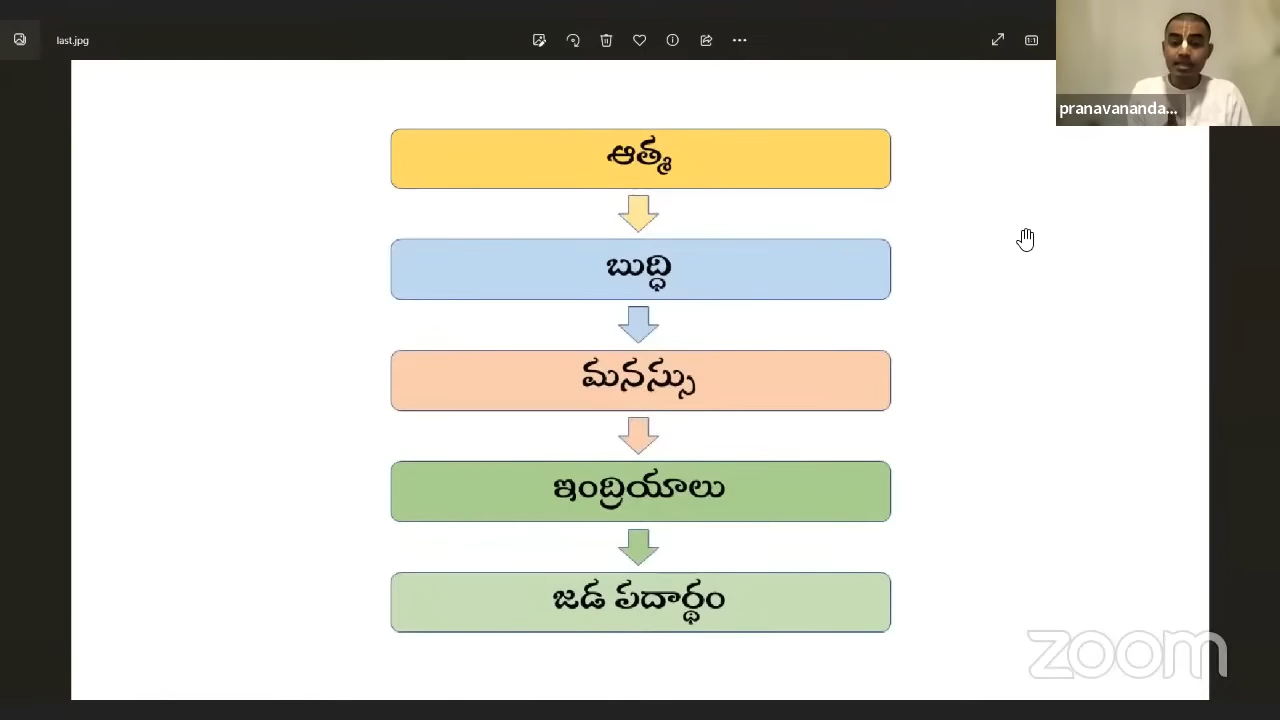 last.jpg
pranavananda...
ఆత్మ
బుద్ధి
మనస్సు
ఇంద్రియాలు
జడ పదార్థం
zoom